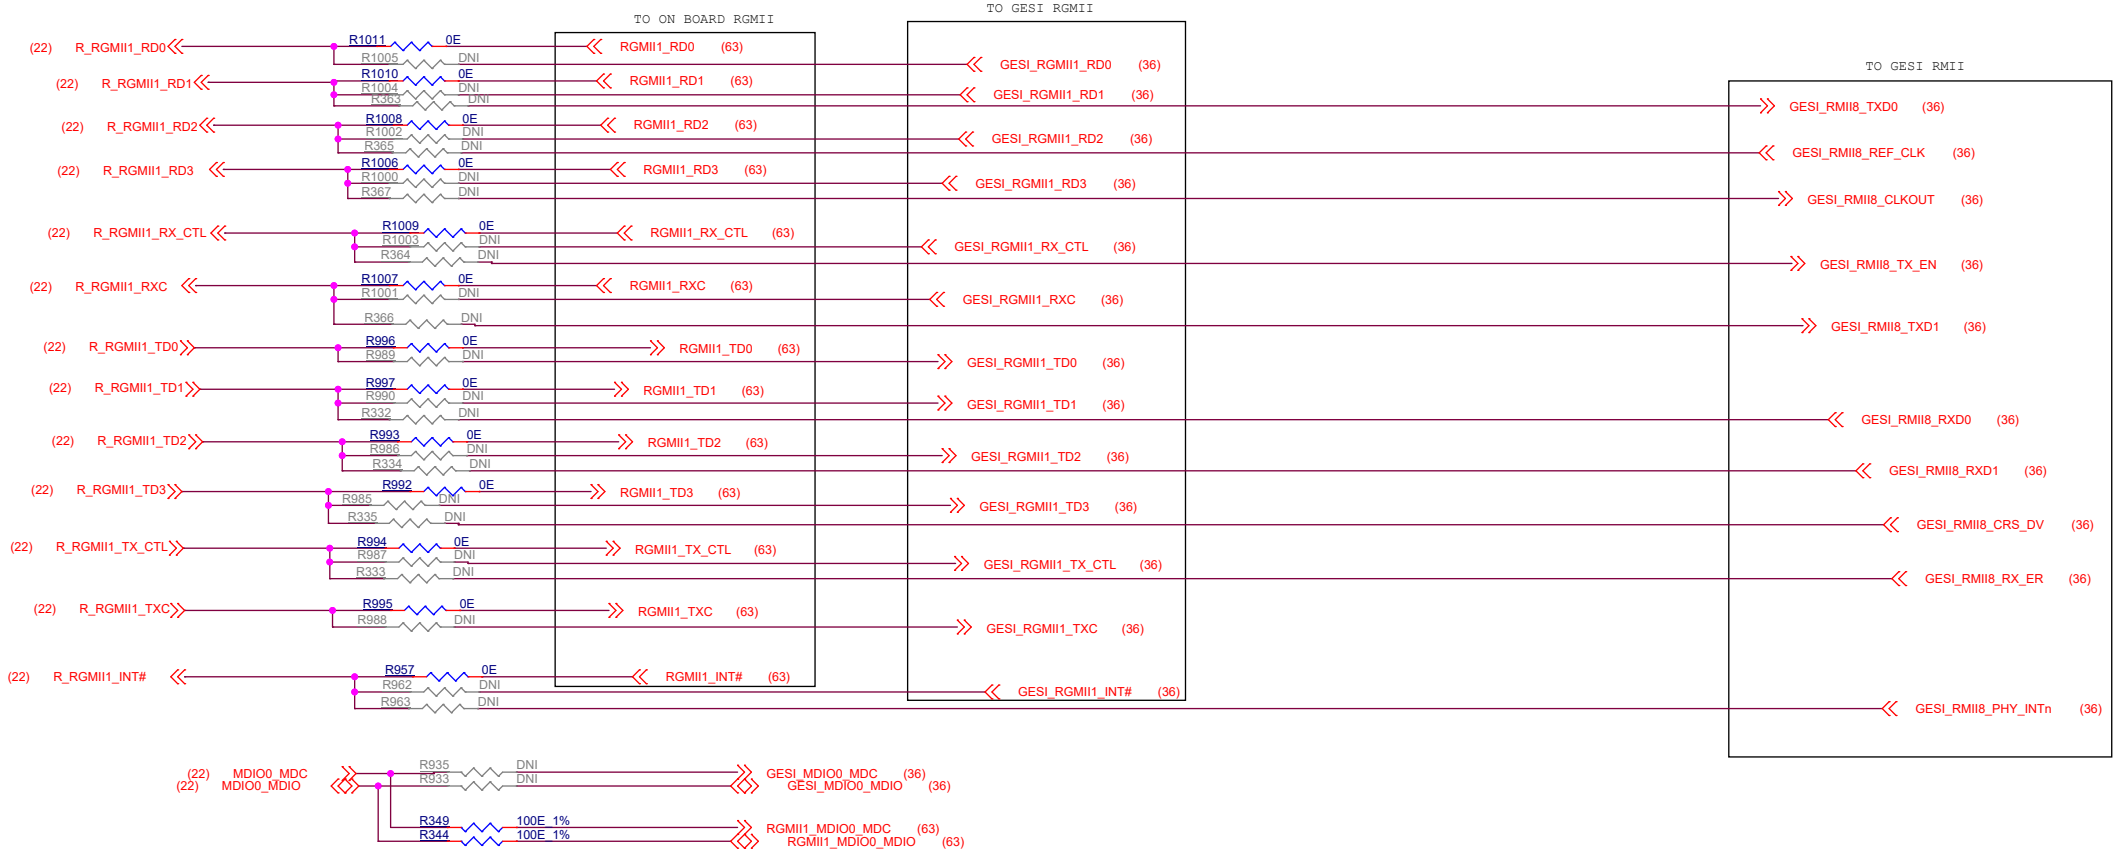 TO ON BOARD RGMII
TO GESI RGMII
TO GESI RMII
(22) R_RGMII1_RD0 R1011 0E RGMII1_RD0 (63)
R1005 DNI GESI_RGMII1_RD0 (36)
(22) R_RGMII1_RD1 R1010 0E RGMII1_RD1 (63)
R1004 DNI GESI_RGMII1_RD1 (36)
R363 DNI GESI_RMII8_TXD0 (36)
(22) R_RGMII1_RD2 R1008 0E RGMII1_RD2 (63)
R1002 DNI GESI_RGMII1_RD2 (36)
R365 DNI GESI_RMII8_REF_CLK (36)
(22) R_RGMII1_RD3 R1006 0E RGMII1_RD3 (63)
R1000 DNI GESI_RGMII1_RD3 (36)
R367 DNI GESI_RMII8_CLKOUT (36)
(22) R_RGMII1_RX_CTL R1009 0E RGMII1_RX_CTL (63)
R1003 DNI GESI_RGMII1_RX_CTL (36)
R364 DNI GESI_RMII8_TX_EN (36)
(22) R_RGMII1_RXC R1007 0E RGMII1_RXC (63)
R1001 DNI GESI_RGMII1_RXC (36)
R366 DNI GESI_RMII8_TXD1 (36)
(22) R_RGMII1_TD0 R996 0E RGMII1_TD0 (63)
R989 DNI GESI_RGMII1_TD0 (36)
(22) R_RGMII1_TD1 R997 0E RGMII1_TD1 (63)
R990 DNI GESI_RGMII1_TD1 (36)
R332 DNI GESI_RMII8_RXD0 (36)
(22) R_RGMII1_TD2 R993 0E RGMII1_TD2 (63)
R986 DNI GESI_RGMII1_TD2 (36)
R334 DNI GESI_RMII8_RXD1 (36)
(22) R_RGMII1_TD3 R992 0E RGMII1_TD3 (63)
R985 DNI GESI_RGMII1_TD3 (36)
R335 DNI GESI_RMII8_CRS_DV (36)
(22) R_RGMII1_TX_CTL R994 0E RGMII1_TX_CTL (63)
R987 DNI GESI_RGMII1_TX_CTL (36)
R333 DNI GESI_RMII8_RX_ER (36)
(22) R_RGMII1_TXC R995 0E RGMII1_TXC (63)
R988 DNI GESI_RGMII1_TXC (36)
(22) R_RGMII1_INT# R957 0E RGMII1_INT# (63)
R962 DNI GESI_RGMII1_INT# (36)
R963 DNI GESI_RMII8_PHY_INTn (36)
(22) MDIO0_MDC R935 DNI GESI_MDIO0_MDC (36)
(22) MDIO0_MDIO R933 DNI GESI_MDIO0_MDIO (36)
R349 100E_1% RGMII1_MDIO0_MDC (63)
R344 100E_1% RGMII1_MDIO0_MDIO (63)